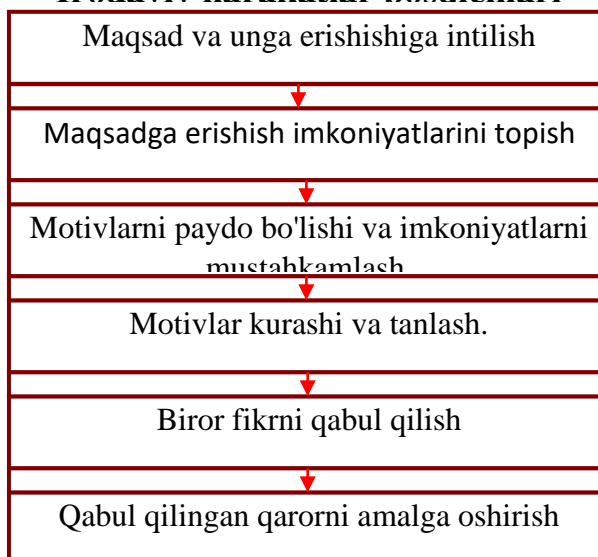 Maqsad va unga erishishiga intilish
Maqsadga erishish imkoniyatlarini topish
Motivlarni paydo bo'lishi va imkoniyatlarni
mustahkamlash
Motivlar kurashi va tanlash.
Biror fikrni qabul qilish
Qabul qilingan qarorni amalga oshirish